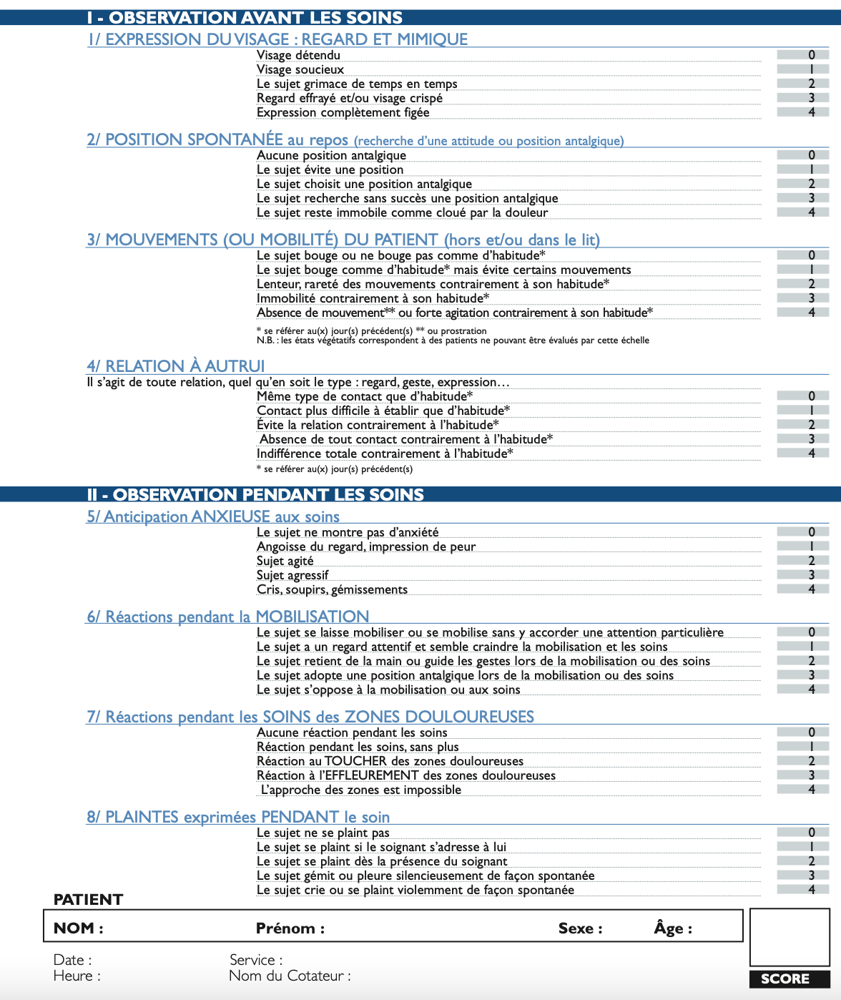 I - OBSERVATION AVANT LES SOINS
1/ EXPRESSION DU VISAGE : REGARD ET MIMIQUE
Visage détendu 0
Visage soucieux 1
Le sujet grimace de temps en temps 2
Regard effrayé et/ou visage crispé 3
Expression complètement figée 4
2/ POSITION SPONTANÉE au repos (recherche d’une attitude ou position antalgique)
Aucune position antalgique 0
Le sujet évite une position 1
Le sujet choisit une position antalgique 2
Le sujet recherche sans succès une position antalgique 3
Le sujet reste immobile comme cloué par la douleur 4
3/ MOUVEMENTS (OU MOBILITÉ) DU PATIENT (hors et/ou dans le lit)
Le sujet bouge ou ne bouge pas comme d’habitude* 0
Le sujet bouge comme d’habitude* mais évite certains mouvements 1
Lenteur, rareté des mouvements contrairement à son habitude* 2
Immobilité contrairement à son habitude* 3
Absence de mouvement** ou forte agitation contrairement à son habitude* 4
* se référer au(x) jour(s) précédent(s) ** ou prostration
N.B. : les états végétatifs correspondent à des patients ne pouvant être évalués par cette échelle
4/ RELATION À AUTRUI
Il s’agit de toute relation, quel qu’en soit le type : regard, geste, expression…
Même type de contact que d’habitude* 0
Contact plus difficile à établir que d’habitude* 1
Évite la relation contrairement à l’habitude* 2
Absence de tout contact contrairement à l’habitude* 3
Indifférence totale contrairement à l’habitude* 4
* se référer au(x) jour(s) précédent(s)
II - OBSERVATION PENDANT LES SOINS
5/ Anticipation ANXIEUSE aux soins
Le sujet ne montre pas d’anxiété 0
Angoisse du regard, impression de peur 1
Sujet agité 2
Sujet agressif 3
Cris, soupirs, gémissements 4
6/ Réactions pendant la MOBILISATION
Le sujet se laisse mobiliser ou se mobilise sans y accorder une attention particulière 0
Le sujet a un regard attentif et semble craindre la mobilisation et les soins 1
Le sujet retient de la main ou guide les gestes lors de la mobilisation ou des soins 2
Le sujet adopte une position antalgique lors de la mobilisation ou des soins 3
Le sujet s’oppose à la mobilisation ou aux soins 4
7/ Réactions pendant les SOINS des ZONES DOULOUREUSES
Aucune réaction pendant les soins 0
Réaction pendant les soins, sans plus 1
Réaction au TOUCHER des zones douloureuses 2
Réaction à l’EFFLEUREMENT des zones douloureuses 3
L’approche des zones est impossible 4
8/ PLAINTES exprimées PENDANT le soin
Le sujet ne se plaint pas 0
Le sujet se plaint si le soignant s’adresse à lui 1
Le sujet se plaint dès la présence du soignant 2
Le sujet gémit ou pleure silencieusement de façon spontanée 3
Le sujet crie ou se plaint violemment de façon spontanée 4
PATIENT
NOM : Prénom : Sexe : Âge :
Date : Service :
Heure : Nom du Cotateur :
SCORE